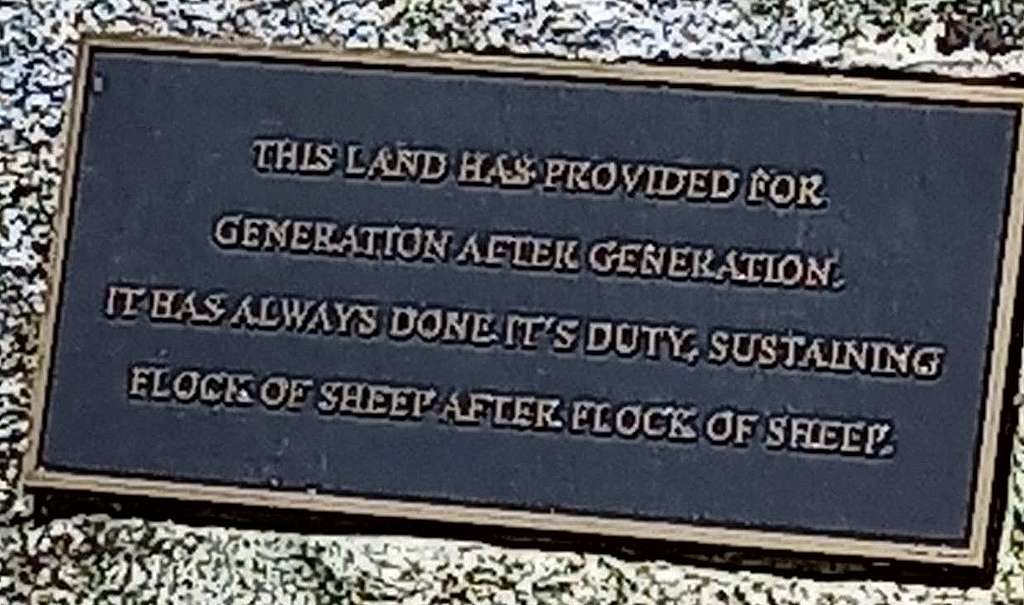 THIS LAND HAS PROVIDED FOR
GENERATION AFTER GENERATION.
IT HAS ALWAYS DONE IT'S DUTY, SUSTAINING
FLOCK OF SHEEP AFTER FLOCK OF SHEEP.